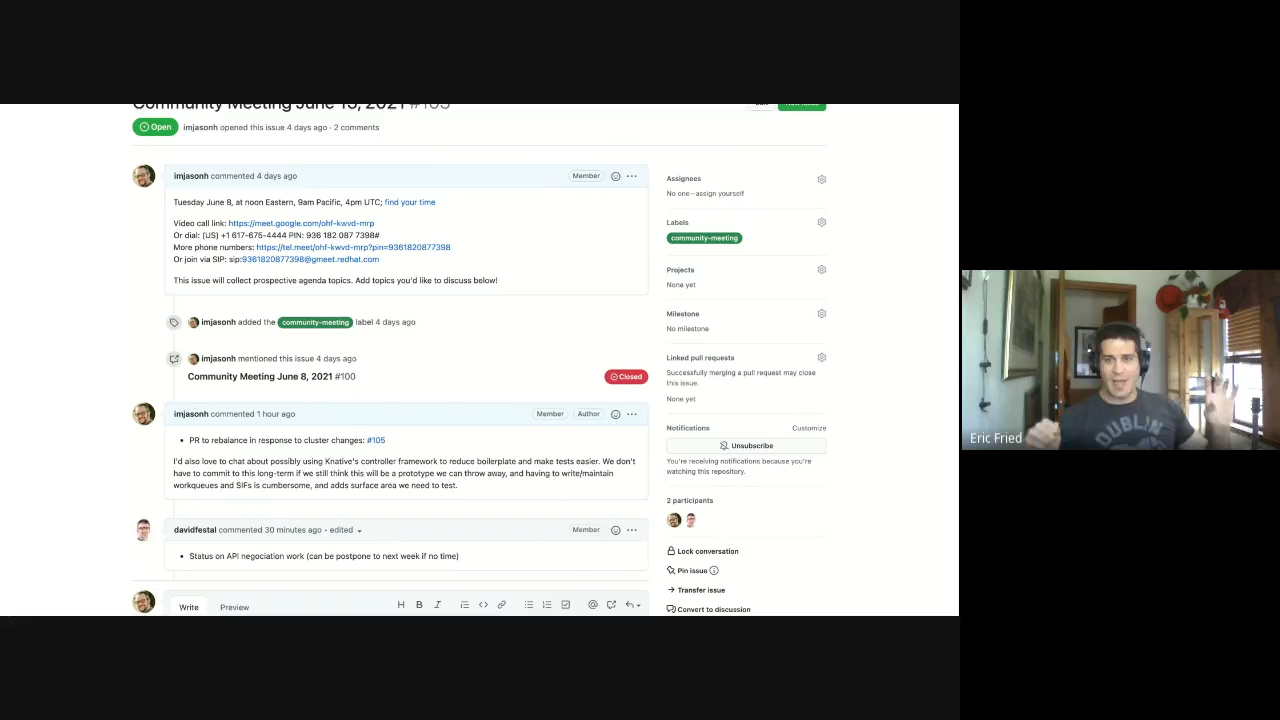 Community Meeting June 15, 2021 #103
Open imjasonh opened this issue 4 days ago · 2 comments
imjasonh commented 4 days ago
Member
Tuesday June 8, at noon Eastern, 9am Pacific, 4pm UTC; find your time
Video call link: https://meet.google.com/ohf-kwvd-mrp
Or dial: (US) +1 617-675-4444 PIN: 936 182 087 7398#
More phone numbers: https://tel.meet/ohf-kwvd-mrp?pin=9361820877398
Or join via SIP: sip:9361820877398@gmeet.redhat.com
This issue will collect prospective agenda topics. Add topics you'd like to discuss below!
imjasonh added the community-meeting label 4 days ago
imjasonh mentioned this issue 4 days ago
Community Meeting June 8, 2021 #100
Closed
imjasonh commented 1 hour ago
Member Author
• PR to rebalance in response to cluster changes: #105
I'd also love to chat about possibly using Knative's controller framework to reduce boilerplate and make tests easier. We don't
have to commit to this long-term if we still think this will be a prototype we can throw away, and having to write/maintain
workqueues and SIFs is cumbersome, and adds surface area we need to test.
davidfestal commented 30 minutes ago · edited
Member
• Status on API negociation work (can be postpone to next week if no time)
Write Preview
Assignees
No one—assign yourself
Labels
community-meeting
Projects
None yet
Milestone
No milestone
Linked pull requests
Successfully merging a pull request may close
this issue.
None yet
Notifications
Customize
Unsubscribe
You're receiving notifications because you're
watching this repository.
2 participants
Lock conversation
Pin issue
Transfer issue
Convert to discussion
DUBLIN
Eric Fried